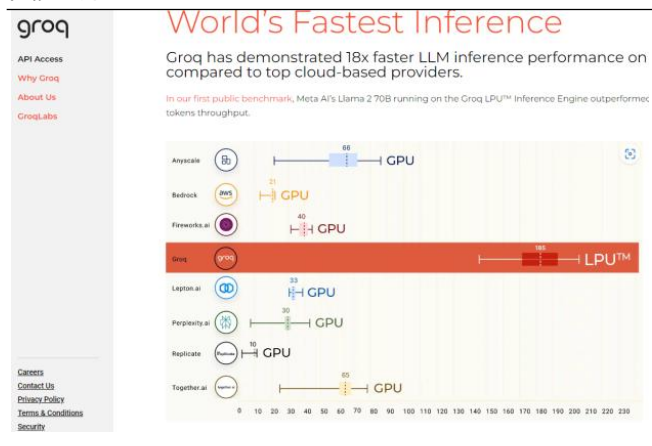 groq
API Access
Why Groq
About Us
GroqLabs
Careers
Contact Us
Privacy Policy
Terms & Conditions
Security
World's Fastest Inference
Groq has demonstrated 18x faster LLM inference performance on
compared to top cloud-based providers.
In our first public benchmark, Meta AI's Llama 2 70B running on the Groq LPU™ Inference Engine outperformed
tokens throughput.
Anyscale 66 GPU
Bedrock aws 21 GPU
Fireworks.ai 40 GPU
Groq groq 185 LPU™
Lepton.ai 33 GPU
Perplexity.ai 30 GPU
Replicate Replicate 10 GPU
Together.ai together.ai 65 GPU
0 10 20 30 40 50 60 70 80 90 100 110 120 130 140 150 160 170 180 190 200 210 220 230